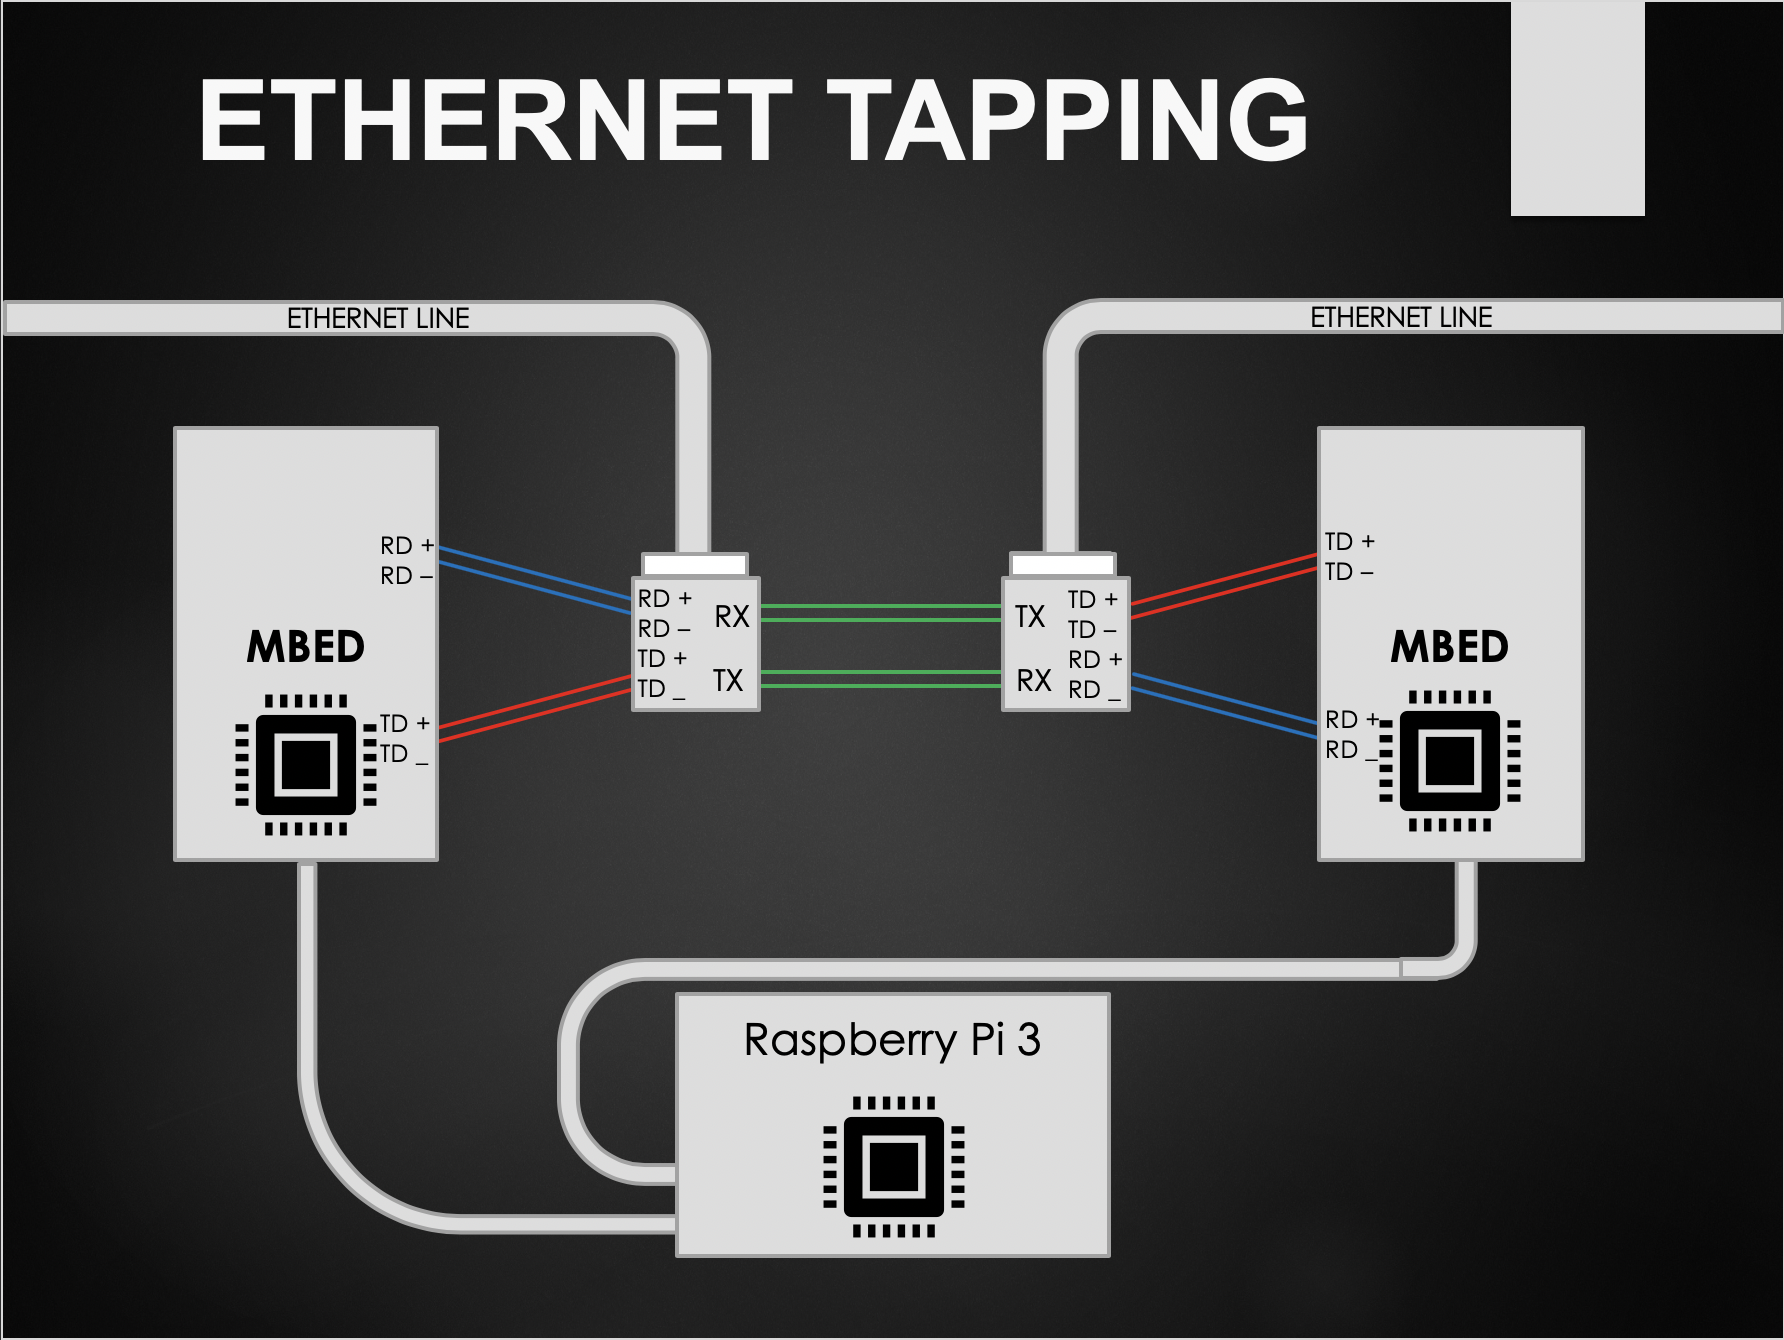 ETHERNET TAPPING
ETHERNET LINE
ETHERNET LINE
RD +
RD –
MBED
TD +
TD _
RD +
RD –
TD +
TD _
RX
TX
TX
RX
TD +
TD –
RD +
RD _
TD +
TD –
MBED
RD +
RD _
Raspberry Pi 3